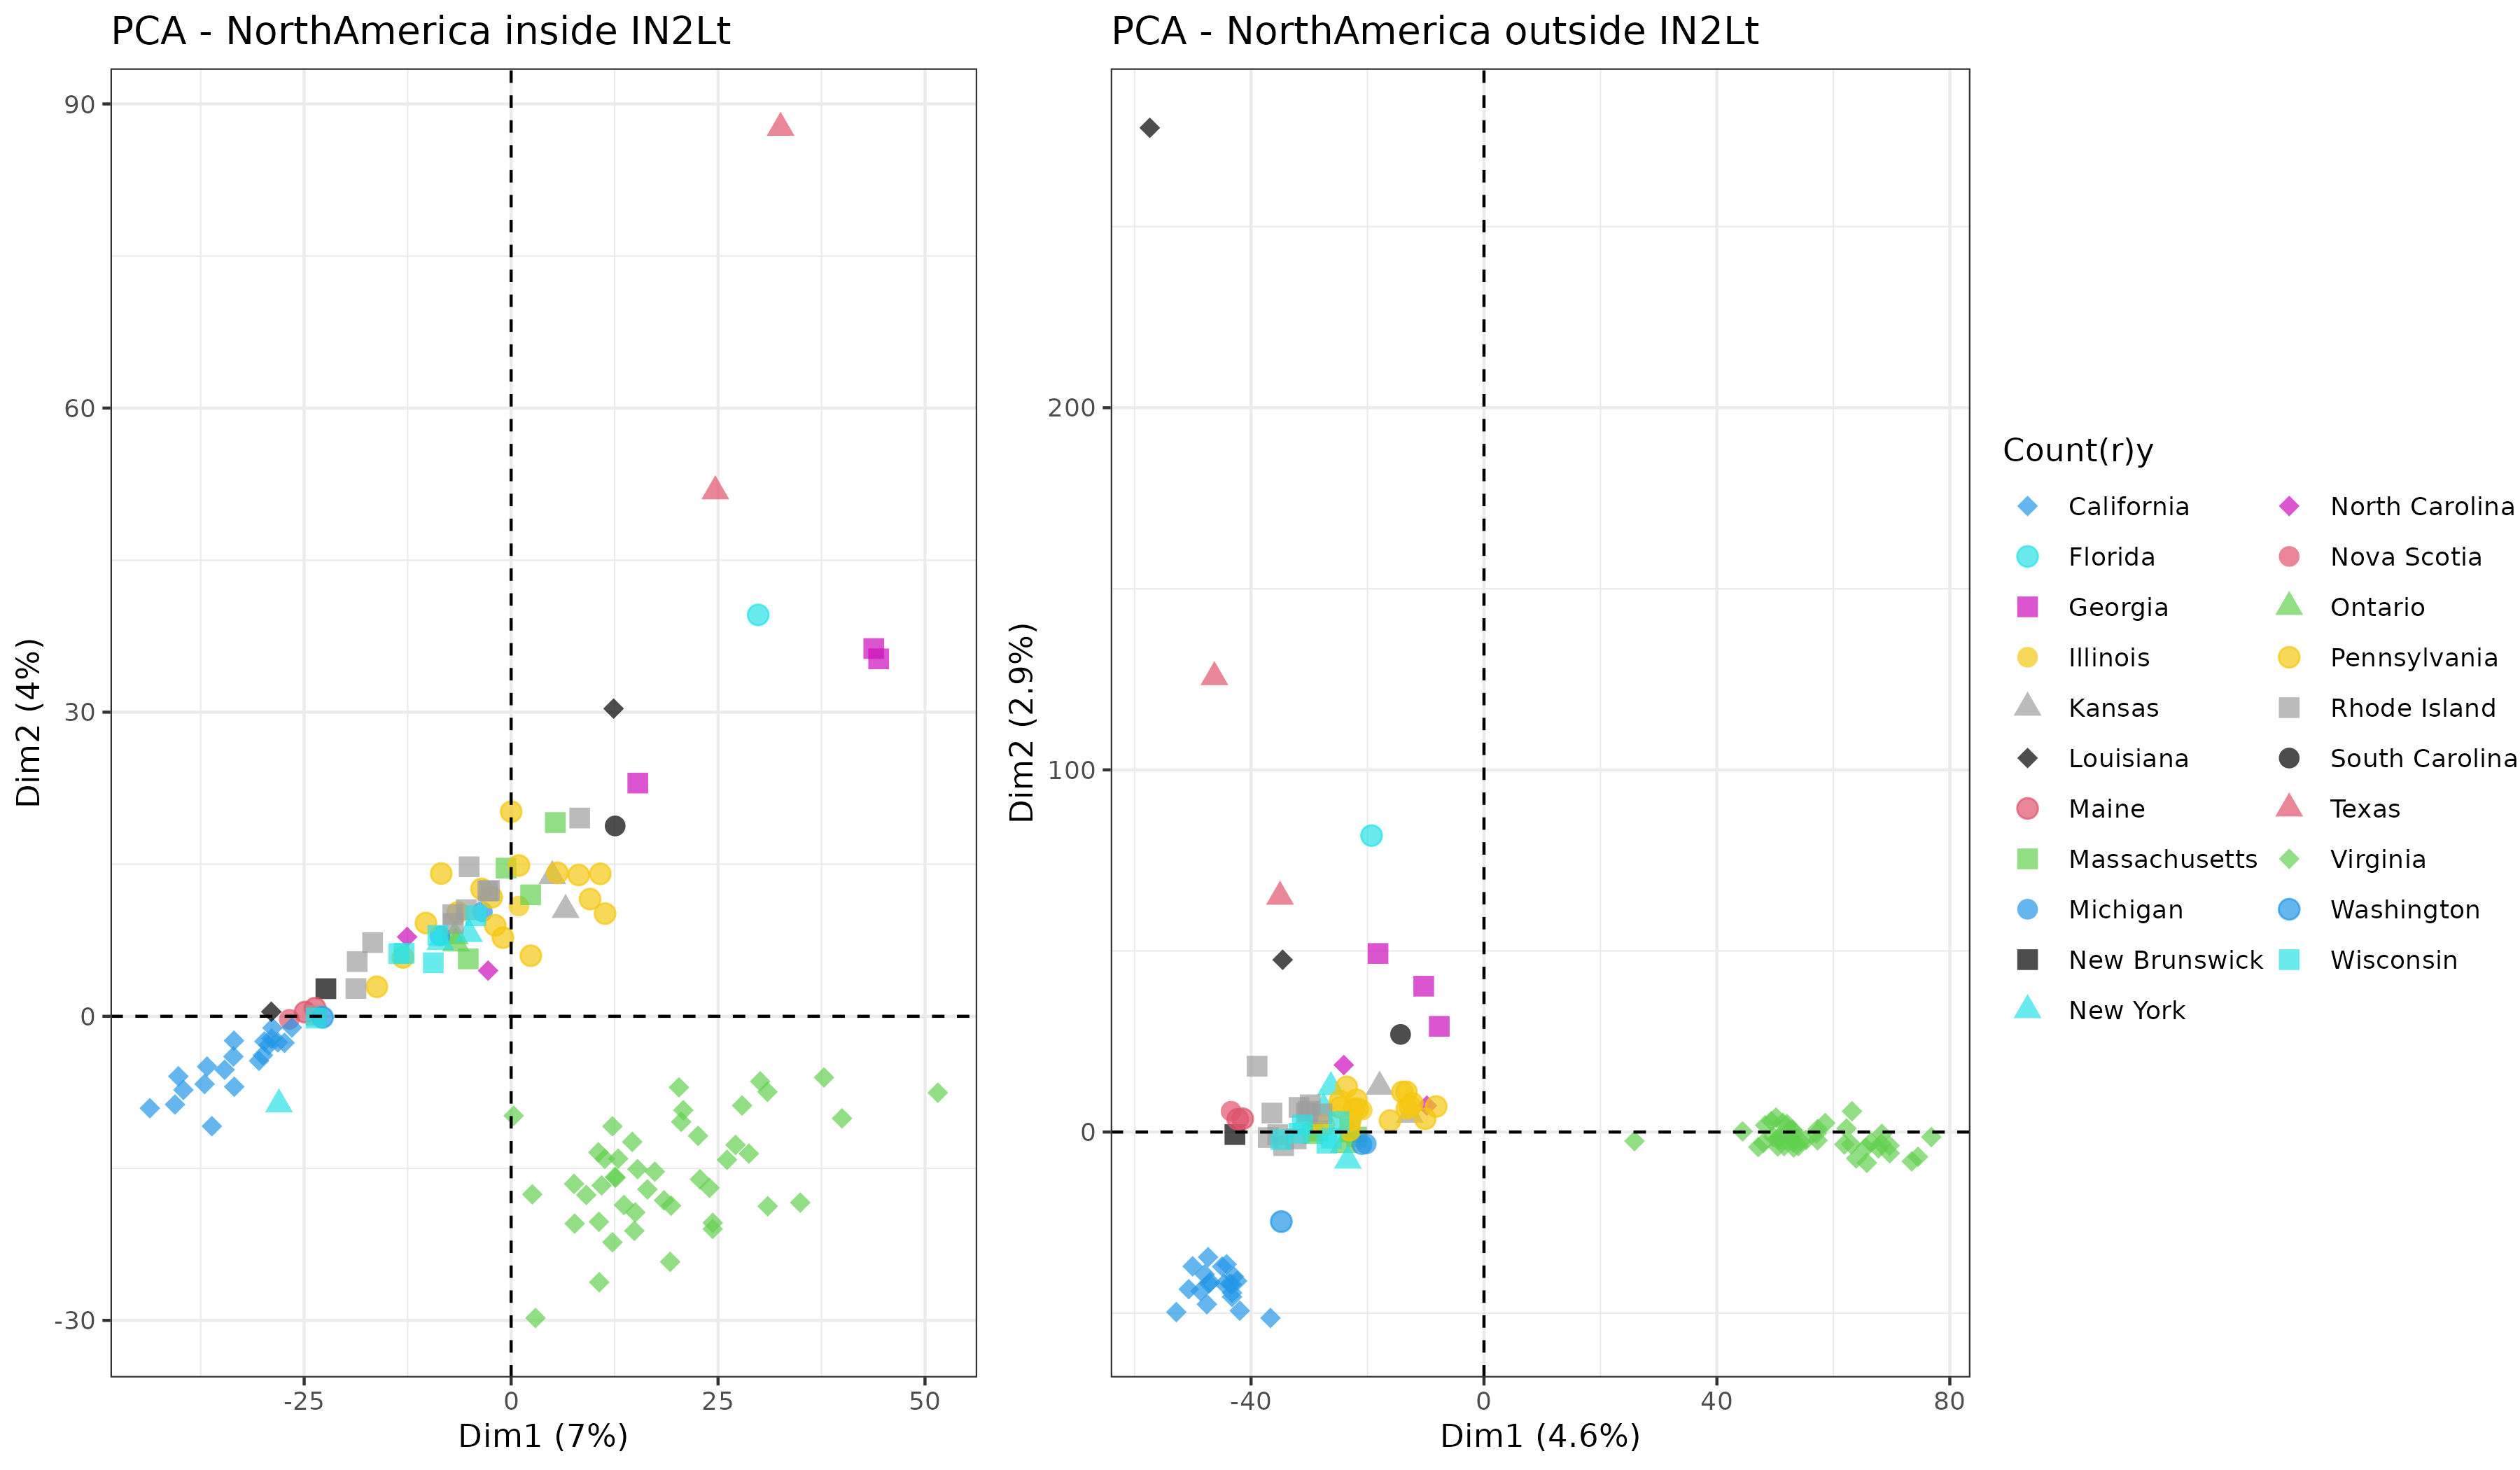 PCA - NorthAmerica inside IN2Lt
90
60
30
0
-30
Dim2 (4%)
-25
0
25
50
Dim1 (7%)
PCA - NorthAmerica outside IN2Lt
200
100
0
Dim2 (2.9%)
-40
0
40
80
Dim1 (4.6%)
Count(r)y
California
Florida
Georgia
Illinois
Kansas
Louisiana
Maine
Massachusetts
Michigan
New Brunswick
New York
North Carolina
Nova Scotia
Ontario
Pennsylvania
Rhode Island
South Carolina
Texas
Virginia
Washington
Wisconsin